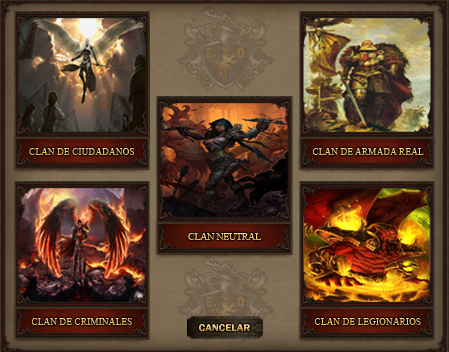 CLAN DE CIUDADANOS
CLAN DE ARMADA REAL
CLAN NEUTRAL
CLAN DE CRIMINALES
CLAN DE LEGIONARIOS
CANCELAR